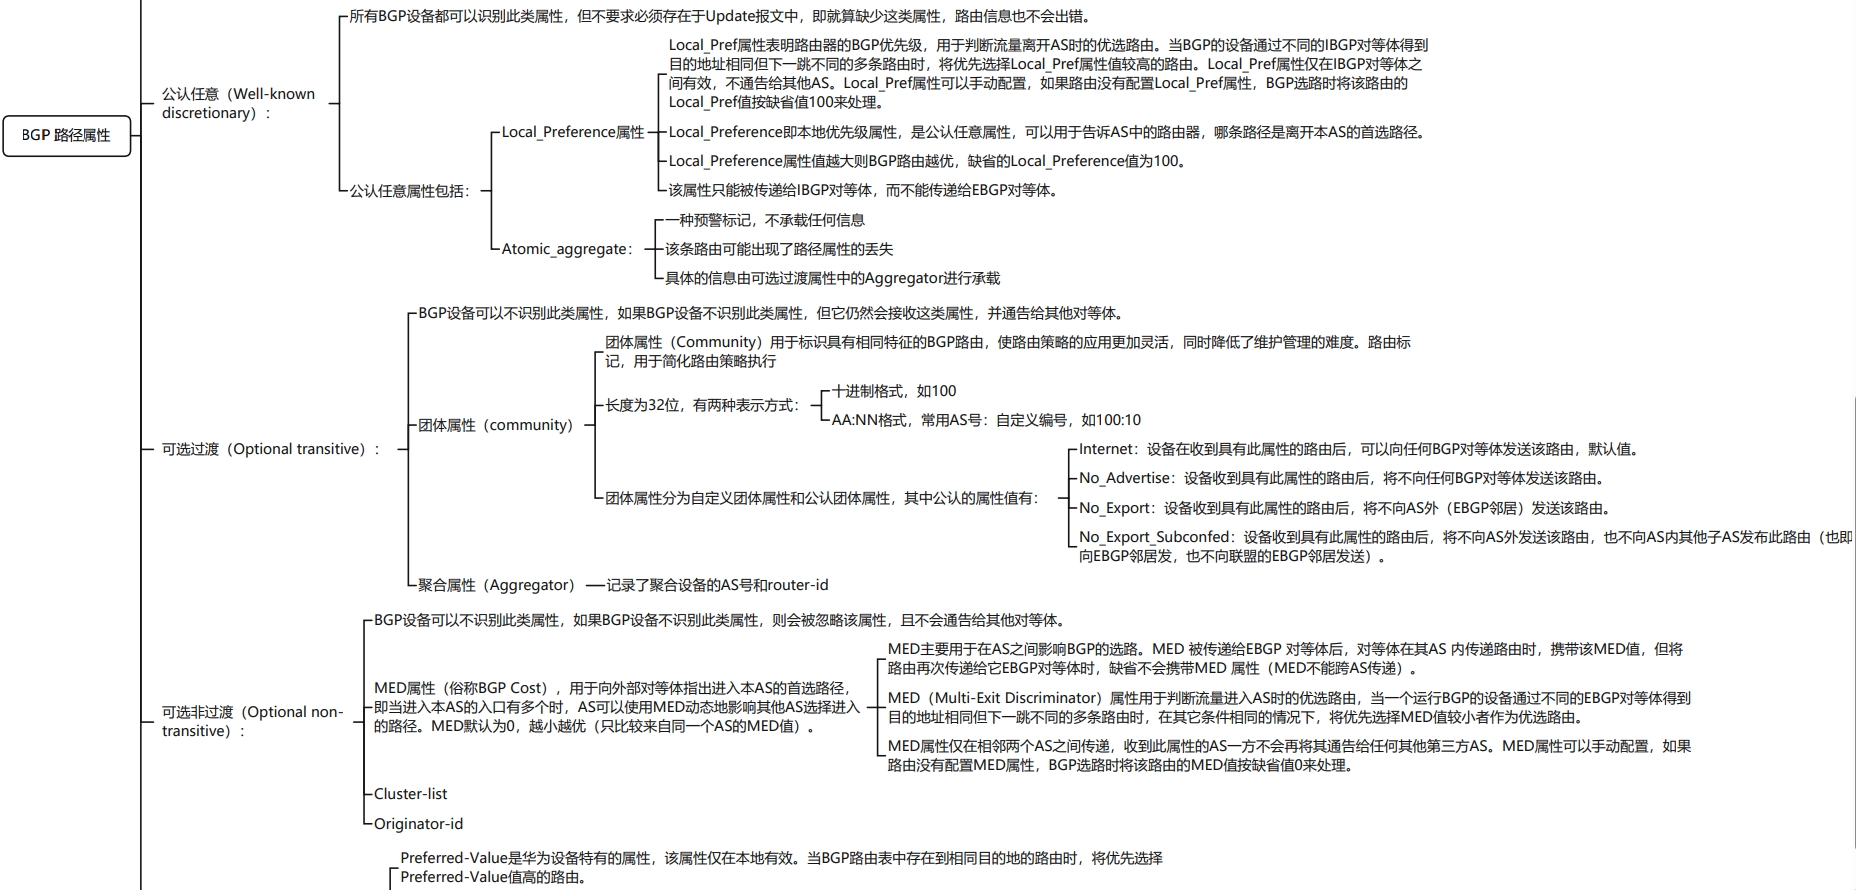 BGP 路径属性
公认任意（Well-known
discretionary）：
所有BGP设备都可以识别此类属性，但不要求必须存在于Update报文中，即就算缺少这类属性，路由信息也不会出错。
公认任意属性包括：
Local_Preference属性
Local_Pref属性表明路由器的BGP优先级，用于判断流量离开AS时的优选路由。当BGP的设备通过不同的IBGP对等体得到
目的地址相同但下一跳不同的多条路由时，将优先选择Local_Pref属性值较高的路由。Local_Pref属性仅在IBGP对等体之
间有效，不通告给其他AS。Local_Pref属性可以手动配置，如果路由没有配置Local_Pref属性，BGP选路时将该路由的
Local_Pref值按缺省值100来处理。
Local_Preference即本地优先级属性，是公认任意属性，可以用于告诉AS中的路由器，哪条路径是离开本AS的首选路径。
Local_Preference属性值越大则BGP路由越优，缺省的Local_Preference值为100。
该属性只能被传递给IBGP对等体，而不能传递给EBGP对等体。
Atomic_aggregate：
一种预警标记，不承载任何信息
该条路由可能出现了路径属性的丢失
具体的信息由可选过渡属性中的Aggregator进行承载
可选过渡（Optional transitive）：
BGP设备可以不识别此类属性，如果BGP设备不识别此类属性，但它仍然会接收这类属性，并通告给其他对等体。
团体属性（community）
团体属性（Community）用于标识具有相同特征的BGP路由，使路由策略的应用更加灵活，同时降低了维护管理的难度。路由标
记，用于简化路由策略执行
长度为32位，有两种表示方式：
十进制格式，如100
AA:NN格式，常用AS号：自定义编号，如100:10
团体属性分为自定义团体属性和公认团体属性，其中公认的属性值有：
Internet：设备在收到具有此属性的路由后，可以向任何BGP对等体发送该路由，默认值。
No_Advertise：设备收到具有此属性的路由后，将不向任何BGP对等体发送该路由。
No_Export：设备收到具有此属性的路由后，将不向AS外（EBGP邻居）发送该路由。
No_Export_Subconfed：设备收到具有此属性的路由后，将不向AS外发送该路由，也不向AS内其他子AS发布此路由（也即
向EBGP邻居发，也不向联盟的EBGP邻居发送）。
聚合属性（Aggregator）
记录了聚合设备的AS号和router-id
可选非过渡（Optional non-
transitive）：
BGP设备可以不识别此类属性，如果BGP设备不识别此类属性，则会被忽略该属性，且不会通告给其他对等体。
MED属性（俗称BGP Cost），用于向外部对等体指出进入本AS的首选路径，
即当进入本AS的入口有多个时，AS可以使用MED动态地影响其他AS选择进入
的路径。MED默认为0，越小越优（只比较来自同一个AS的MED值）。
MED主要用于在AS之间影响BGP的选路。MED 被传递给EBGP 对等体后，对等体在其AS 内传递路由时，携带该MED值，但将
路由再次传递给它EBGP对等体时，缺省不会携带MED 属性（MED不能跨AS传递）。
MED（Multi-Exit Discriminator）属性用于判断流量进入AS时的优选路由，当一个运行BGP的设备通过不同的EBGP对等体得到
目的地址相同但下一跳不同的多条路由时，在其它条件相同的情况下，将优先选择MED值较小者作为优选路由。
MED属性仅在相邻两个AS之间传递，收到此属性的AS一方不会再将其通告给任何其他第三方AS。MED属性可以手动配置，如果
路由没有配置MED属性，BGP选路时将该路由的MED值按缺省值0来处理。
Cluster-list
Originator-id
Preferred-Value是华为设备特有的属性，该属性仅在本地有效。当BGP路由表中存在到相同目的地的路由时，将优先选择
Preferred-Value值高的路由。